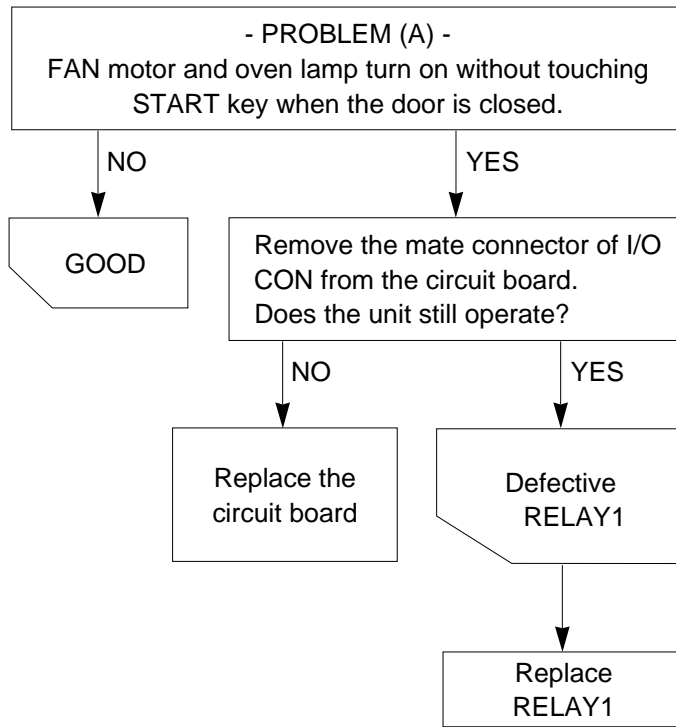 - PROBLEM (A) -
FAN motor and oven lamp turn on without touching
START key when the door is closed.
NO
YES
GOOD
Remove the mate connector of I/O
CON from the circuit board.
Does the unit still operate?
NO
YES
Replace the
circuit board
Defective
RELAY1
Replace
RELAY1